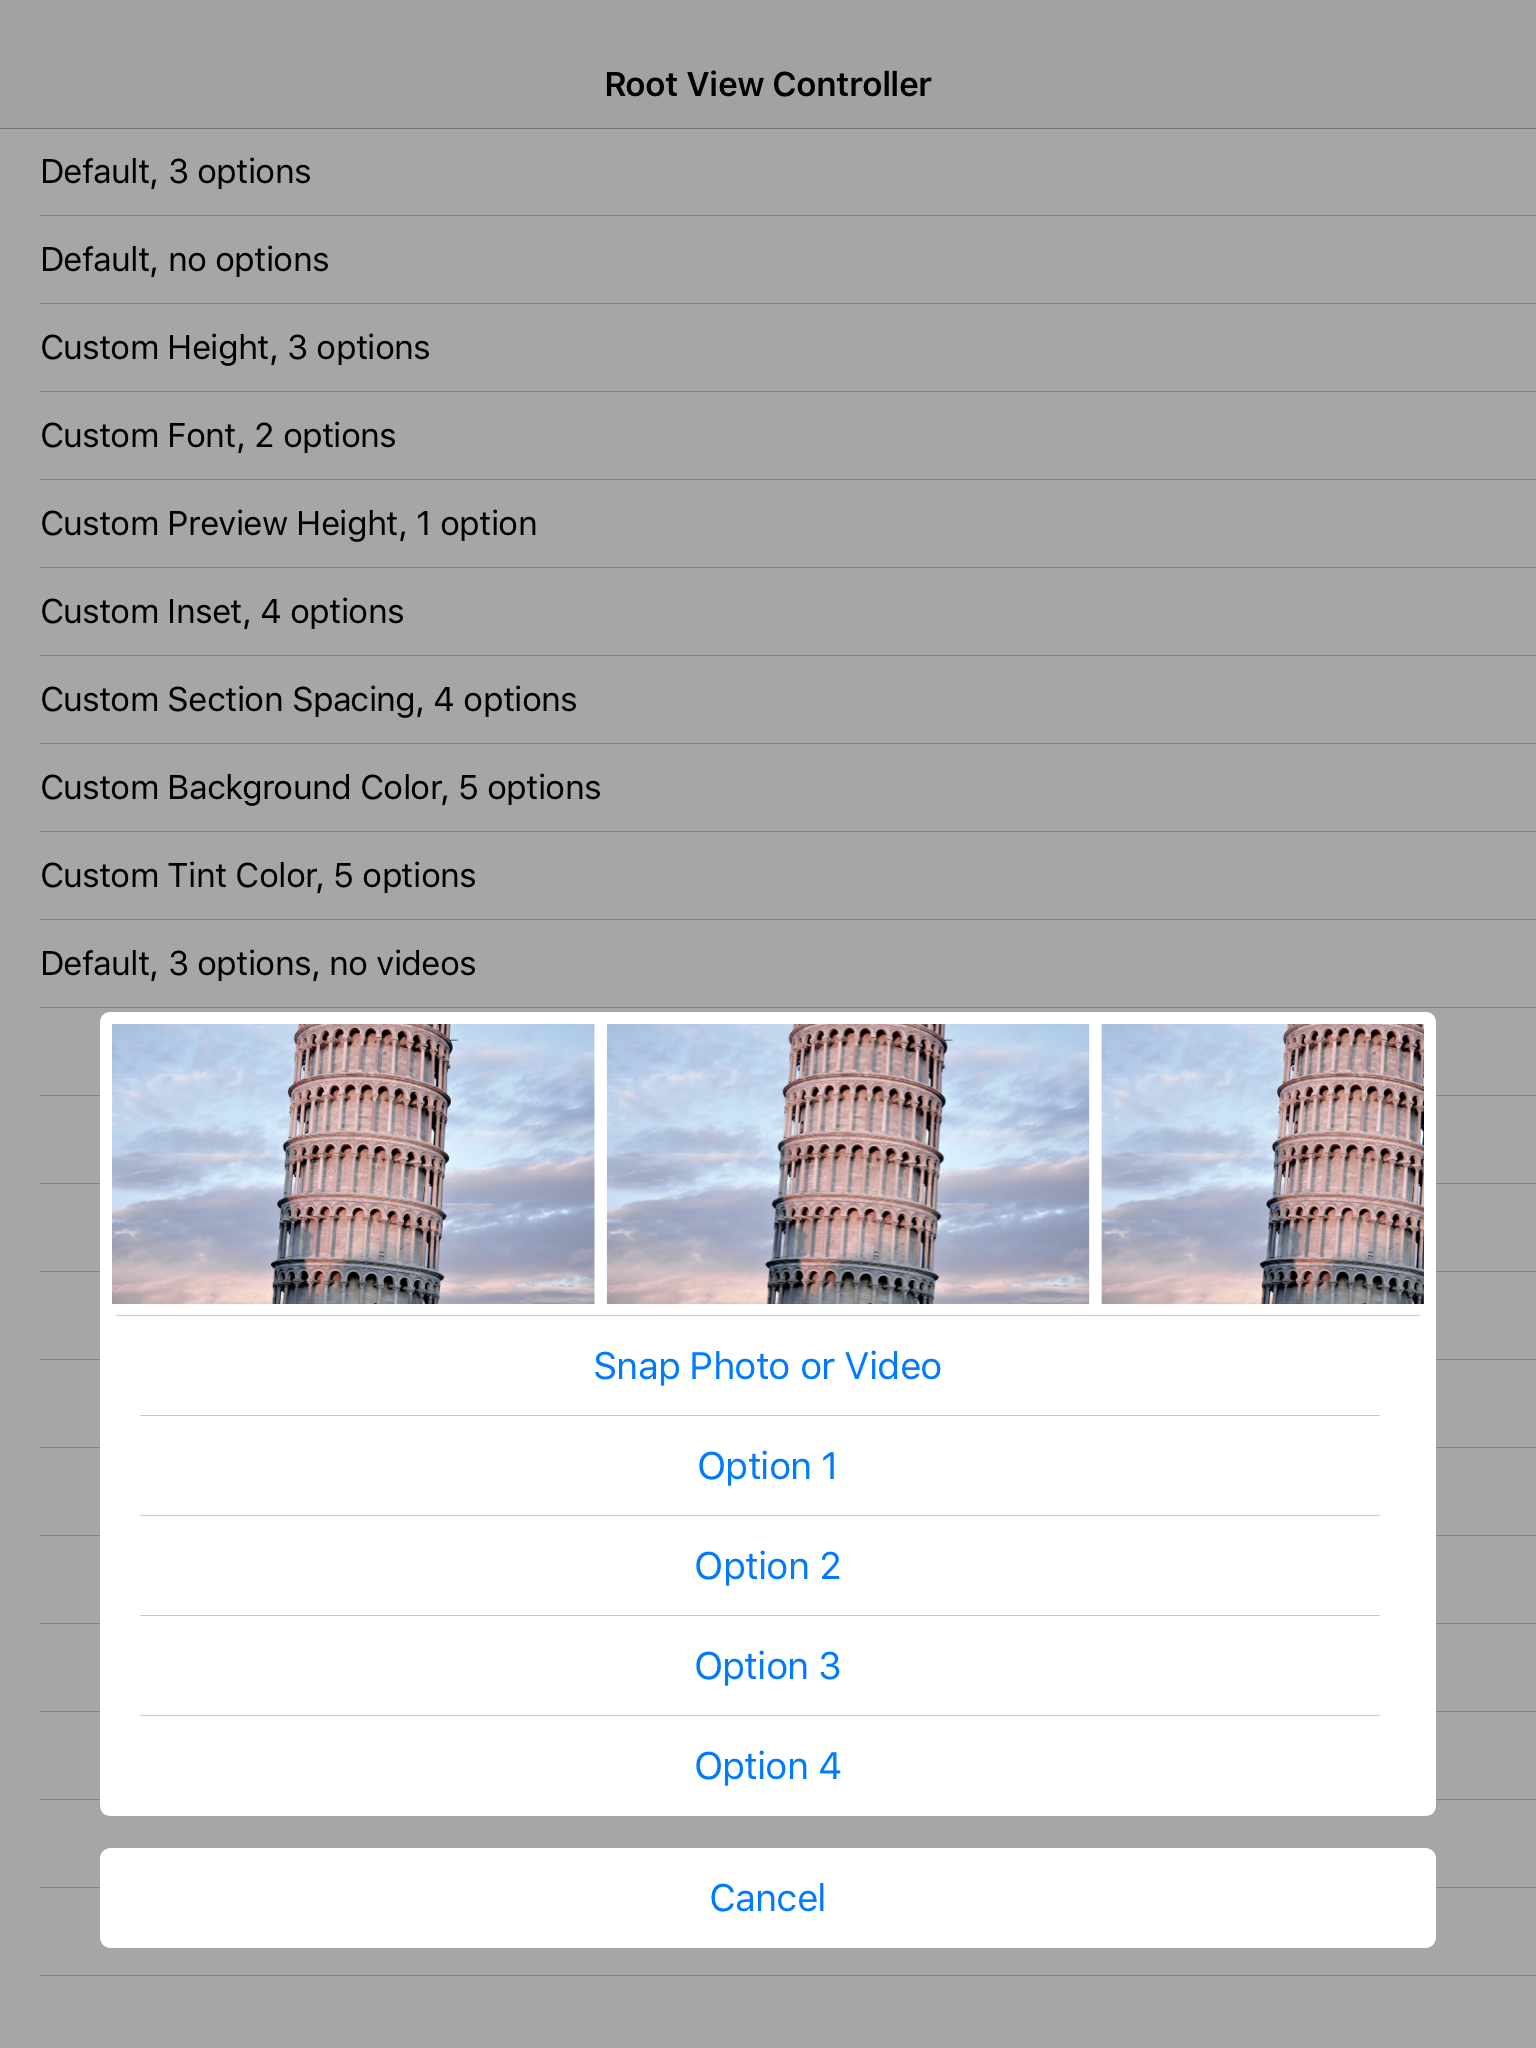 Root View Controller
Default, 3 options
Default, no options
Custom Height, 3 options
Custom Font, 2 options
Custom Preview Height, 1 option
Custom Inset, 4 options
Custom Section Spacing, 4 options
Custom Background Color, 5 options
Custom Tint Color, 5 options
Default, 3 options, no videos
Snap Photo or Video
Option 1
Option 2
Option 3
Option 4
Cancel